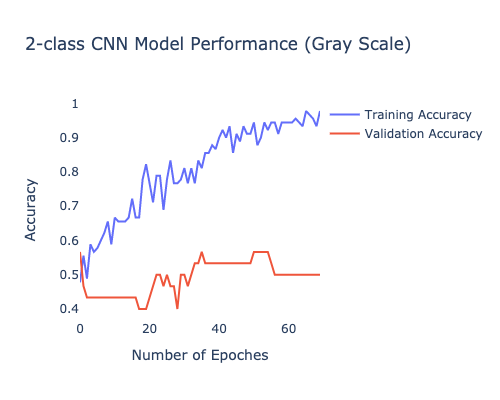 2-class CNN Model Performance (Gray Scale)
1
0.9
0.8
0.7
0.6
0.5
0.4
0
20
40
60
Accuracy
Number of Epoches
Training Accuracy
Validation Accuracy